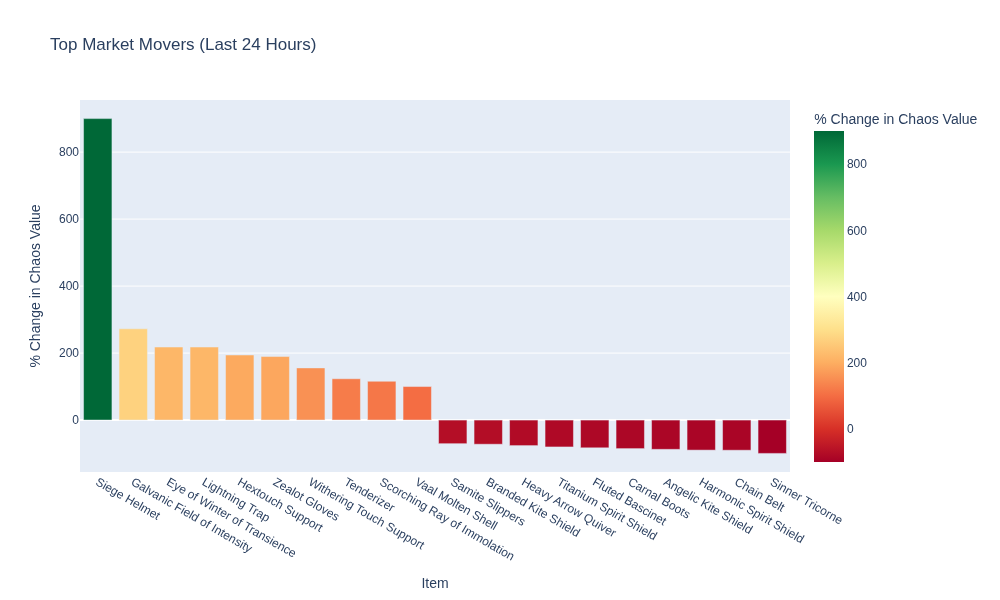 Top Market Movers (Last 24 Hours)
% Change in Chaos Value
800
600
400
200
0
% Change in Chaos Value
800
600
400
200
0
Siege Helmet
Galvanic Field of Intensity
Eye of Winter of Transience
Lightning Trap
Hextouch Support
Zealot Gloves
Withering Touch Support
Tenderizer
Scorching Ray of Immolation
Vaal Molten Shell
Samite Slippers
Branded Kite Shield
Heavy Arrow Quiver
Titanium Spirit Shield
Fluted Bascinet
Carnal Boots
Angelic Kite Shield
Harmonic Spirit Shield
Chain Belt
Sinner Tricorne
Item